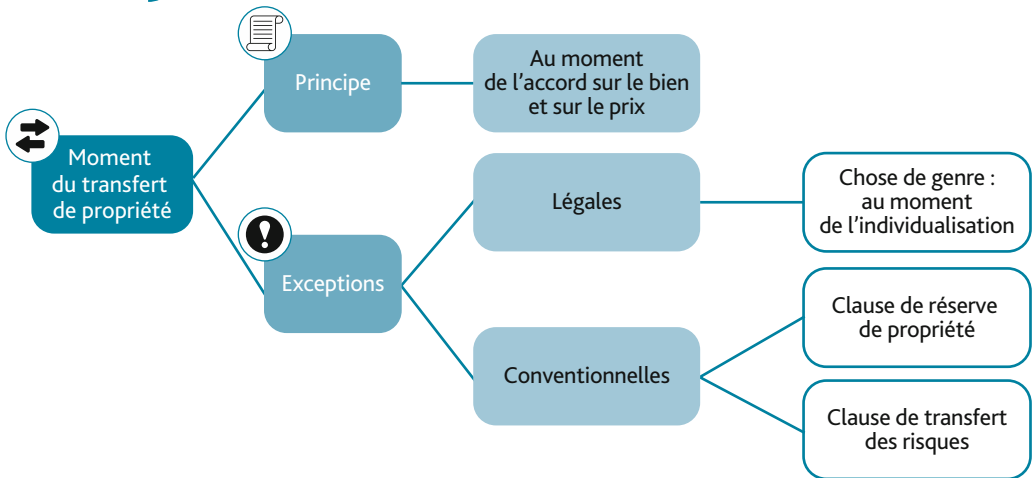 Moment
du transfert
de propriété
Principe
Au moment
de l'accord sur le bien
et sur le prix
Exceptions
Légales
Chose de genre :
au moment
de l'individualisation
Conventionnelles
Clause de réserve
de propriété
Clause de transfert
des risques